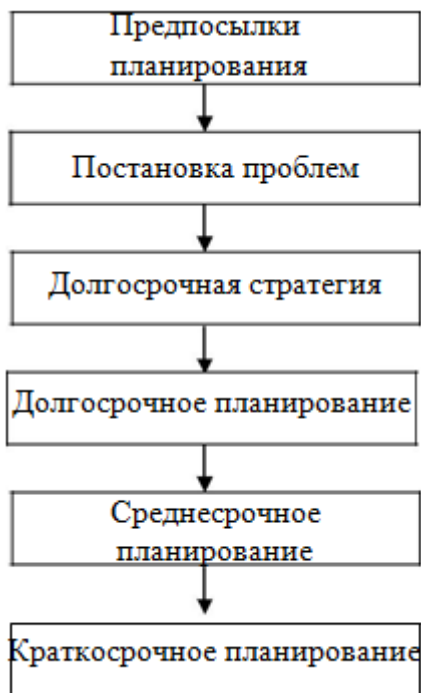 Предпосылки
планирования
Постановка проблем
Долгосрочная стратегия
Долгосрочное планирование
Среднесрочное
планирование
Краткосрочное планирование